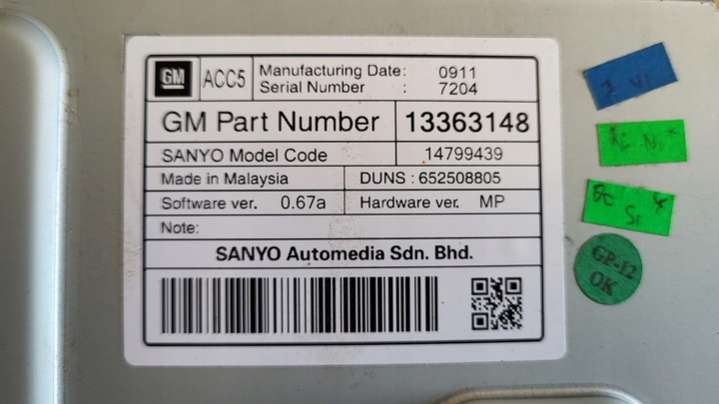 GM ACC5 Manufacturing Date: 0911
Serial Number : 7204
GM Part Number 13363148
SANYO Model Code 14799439
Made in Malaysia DUNS : 652508805
Software ver. 0.67a Hardware ver. MP
Note:
SANYO Automedia Sdn. Bhd.
GP-12
OK